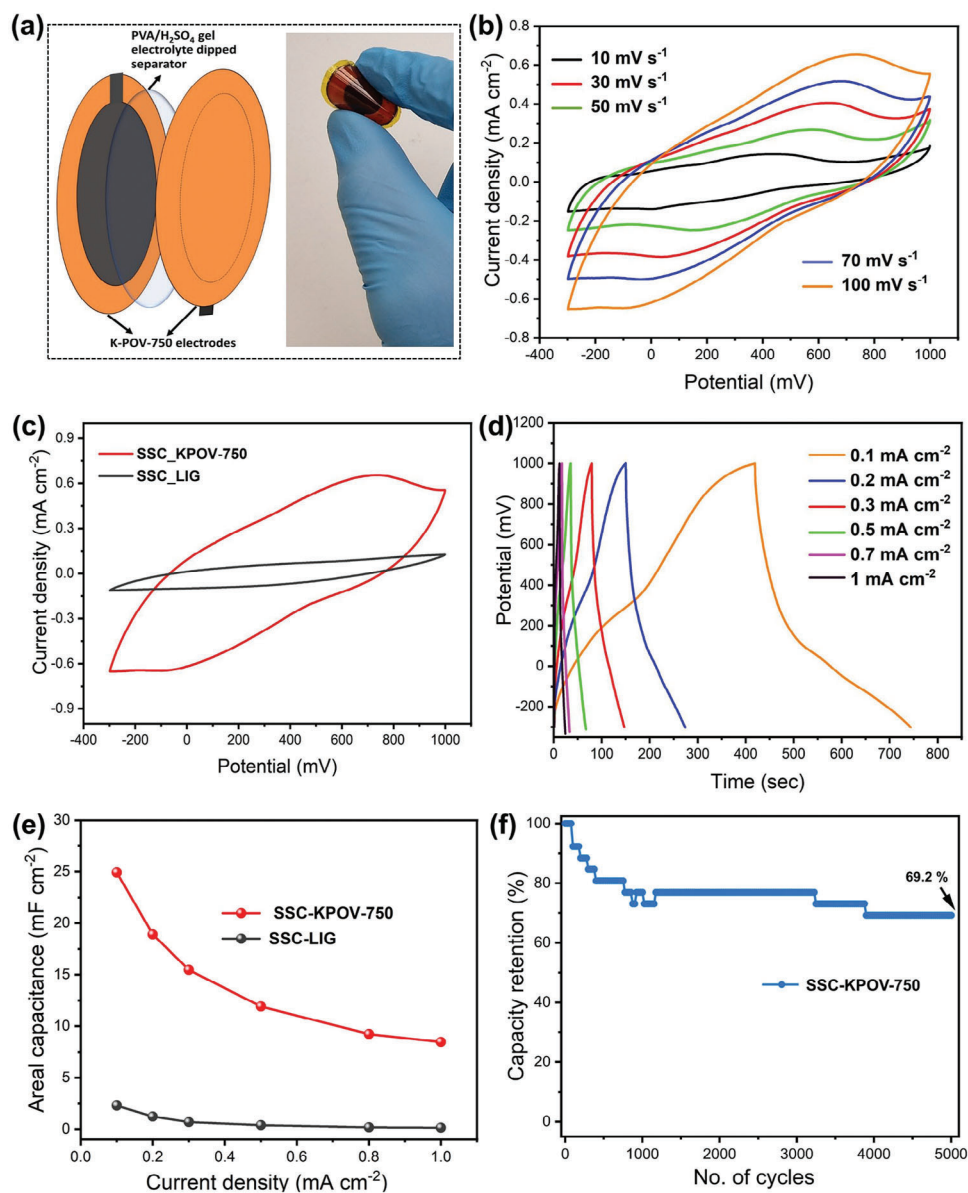 (a)
PVA/H₂SO₄ gel
electrolyte dipped
separator
K-POV-750 electrodes
(b)
10 mV s⁻¹
30 mV s⁻¹
50 mV s⁻¹
70 mV s⁻¹
100 mV s⁻¹
0.8
0.6
0.4
0.2
0.0
-0.2
-0.4
-0.6
-0.8
Current density (mA cm⁻²)
-400 -200 0 200 400 600 800 1000
Potential (mV)
(c)
SSC_KPOV-750
SSC_LIG
0.9
0.6
0.3
0.0
-0.3
-0.6
-0.9
Current density (mA cm⁻²)
-400 -200 0 200 400 600 800 1000
Potential (mV)
(d)
0.1 mA cm⁻²
0.2 mA cm⁻²
0.3 mA cm⁻²
0.5 mA cm⁻²
0.7 mA cm⁻²
1 mA cm⁻²
1200
1000
800
600
400
200
0
-200
Potential (mV)
0 100 200 300 400 500 600 700 800
Time (sec)
(e)
SSC-KPOV-750
SSC-LIG
30
25
20
15
10
5
0
Areal capacitance (mF cm⁻²)
0.0 0.2 0.4 0.6 0.8 1.0
Current density (mA cm⁻²)
(f)
69.2 %
SSC-KPOV-750
100
80
60
40
20
0
Capacity retention (%)
0 1000 2000 3000 4000 5000
No. of cycles